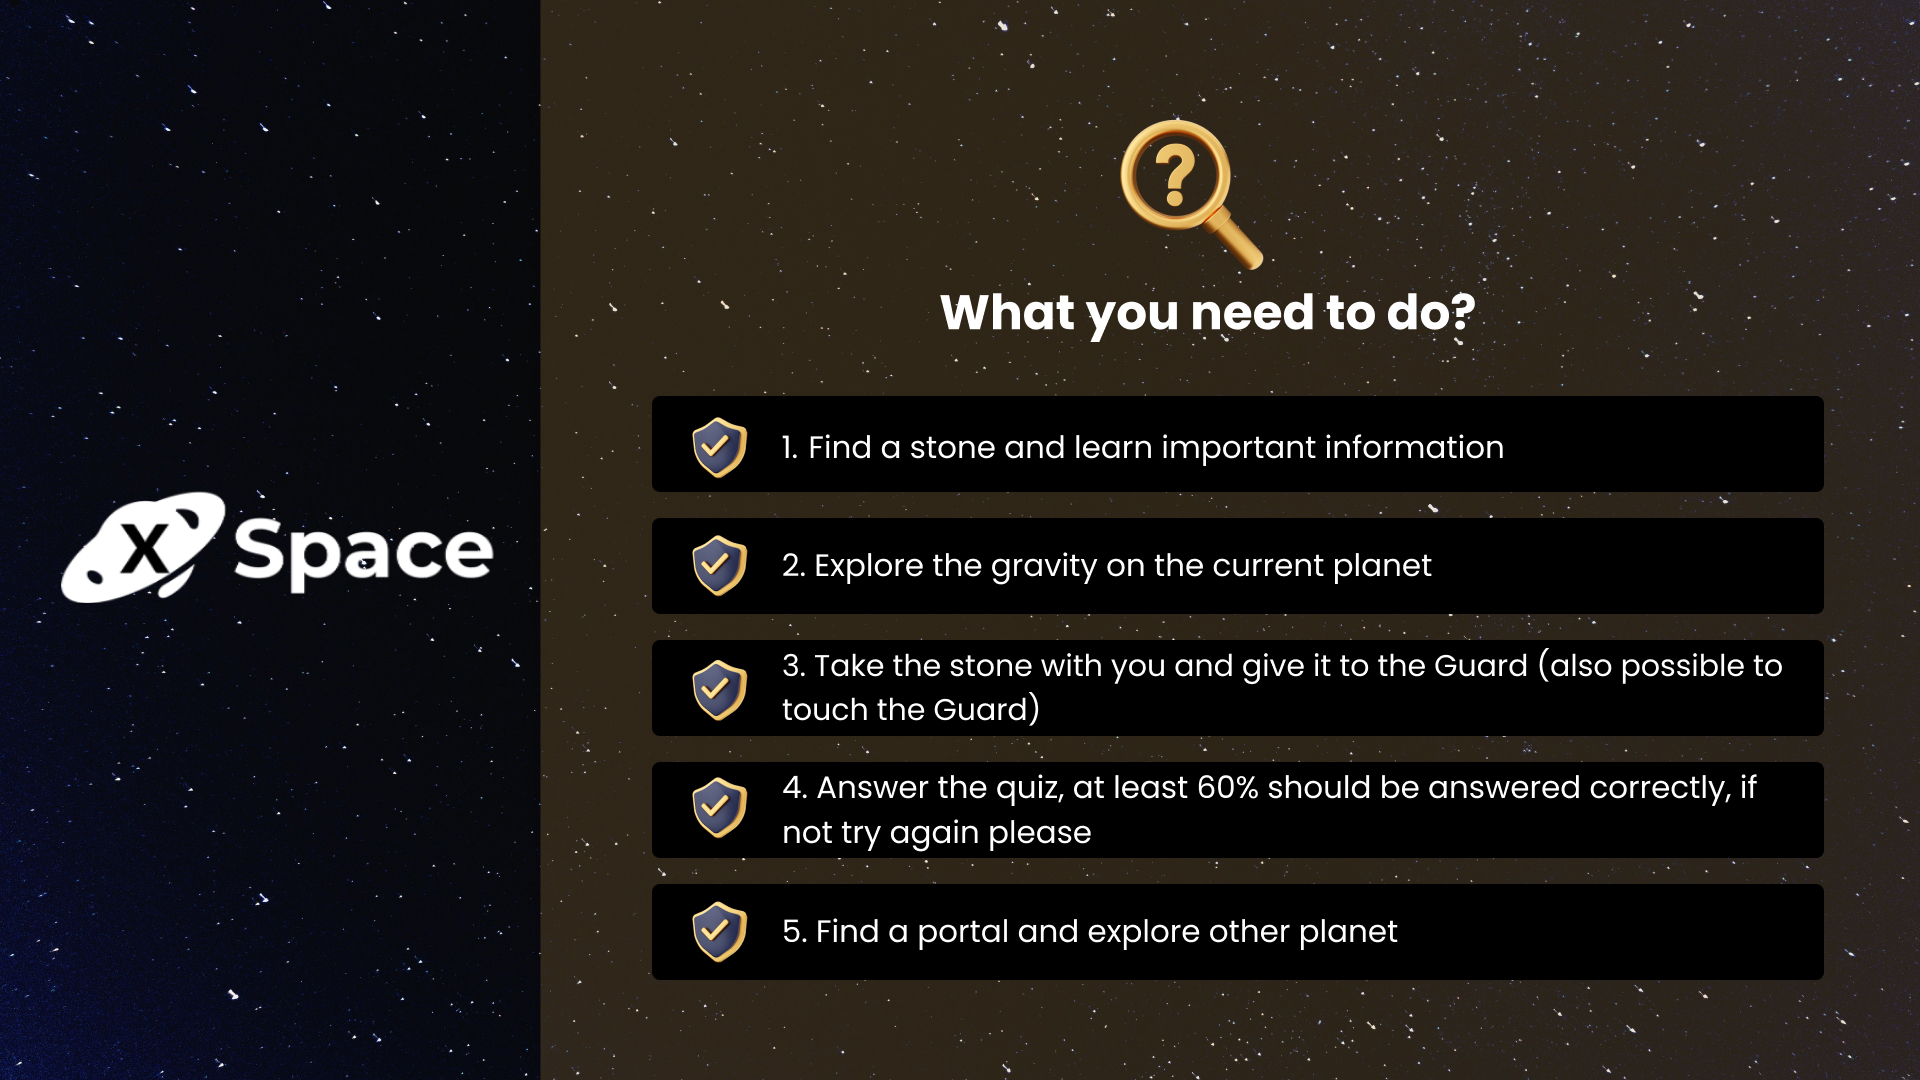 X Space
?
What you need to do?
1. Find a stone and learn important information
2. Explore the gravity on the current planet
3. Take the stone with you and give it to the Guard (also possible to
touch the Guard)
4. Answer the quiz, at least 60% should be answered correctly, if
not try again please
5. Find a portal and explore other planet